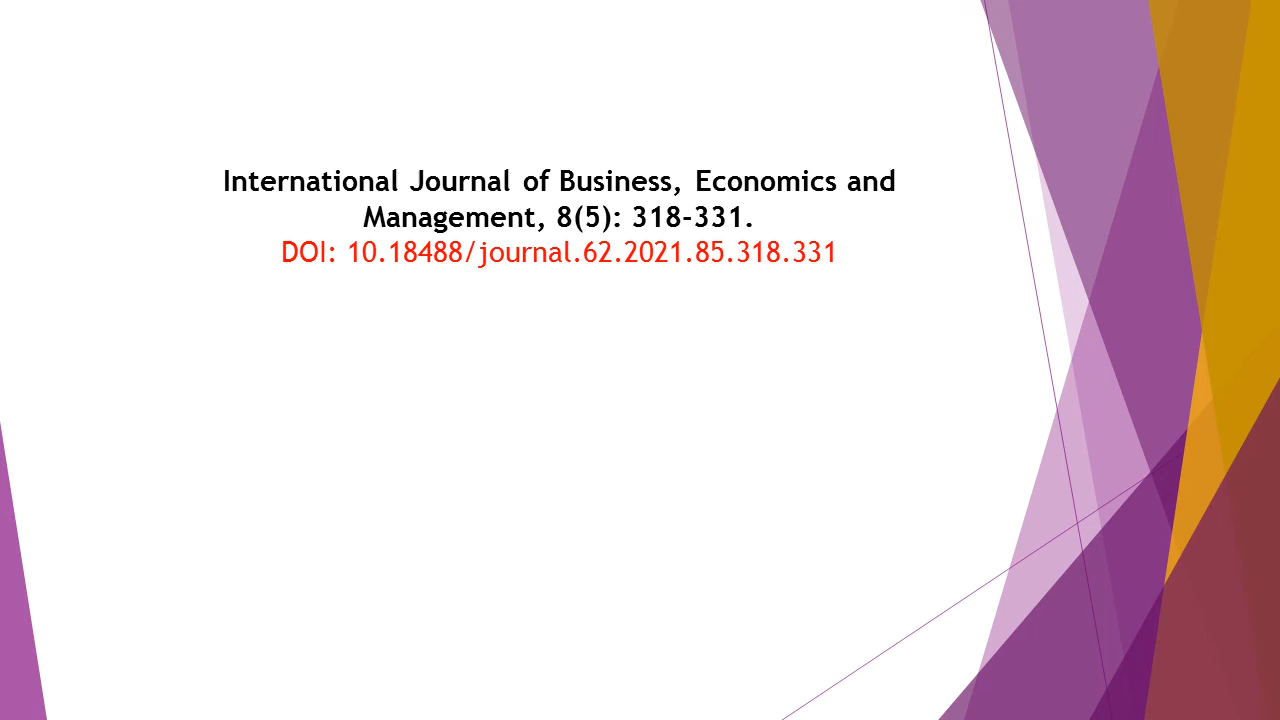 International Journal of Business, Economics and
Management, 8(5): 318-331.
DOI: 10.18488/journal.62.2021.85.318.331